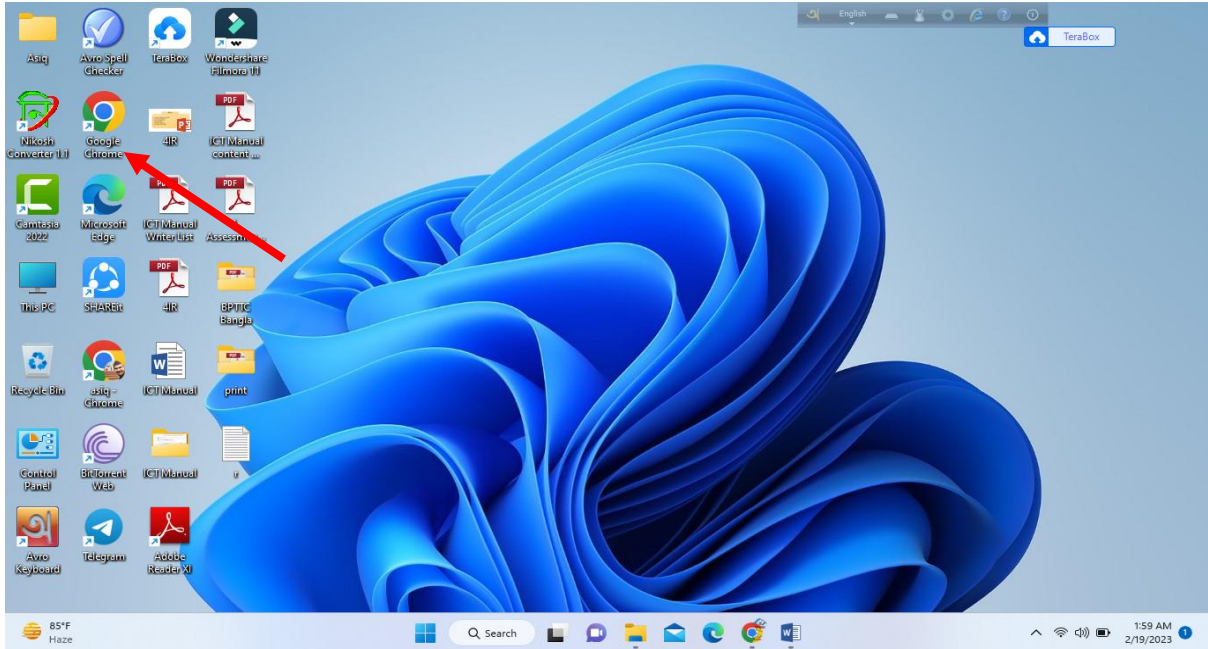 English
TeraBox
Asiq
Avro Spell
Checker
TeraBox
Wondershare
Filmora 11
Nikosh
Converter 1.1
Google
Chrome
4IR
ICT Manual
content ...
Camtasia
2022
Microsoft
Edge
ICT Manual
Writer List
This PC
SHAREit
4IR
BPTTC
Bangla
Recycle Bin
asiq -
Chrome
ICT Manual
print
Control
Panel
BitTorrent
Web
ICT Manual
r
Avro
Keyboard
Telegram
Adobe
Reader XI
85°F
Haze
Search
1:59 AM
2/19/2023
1